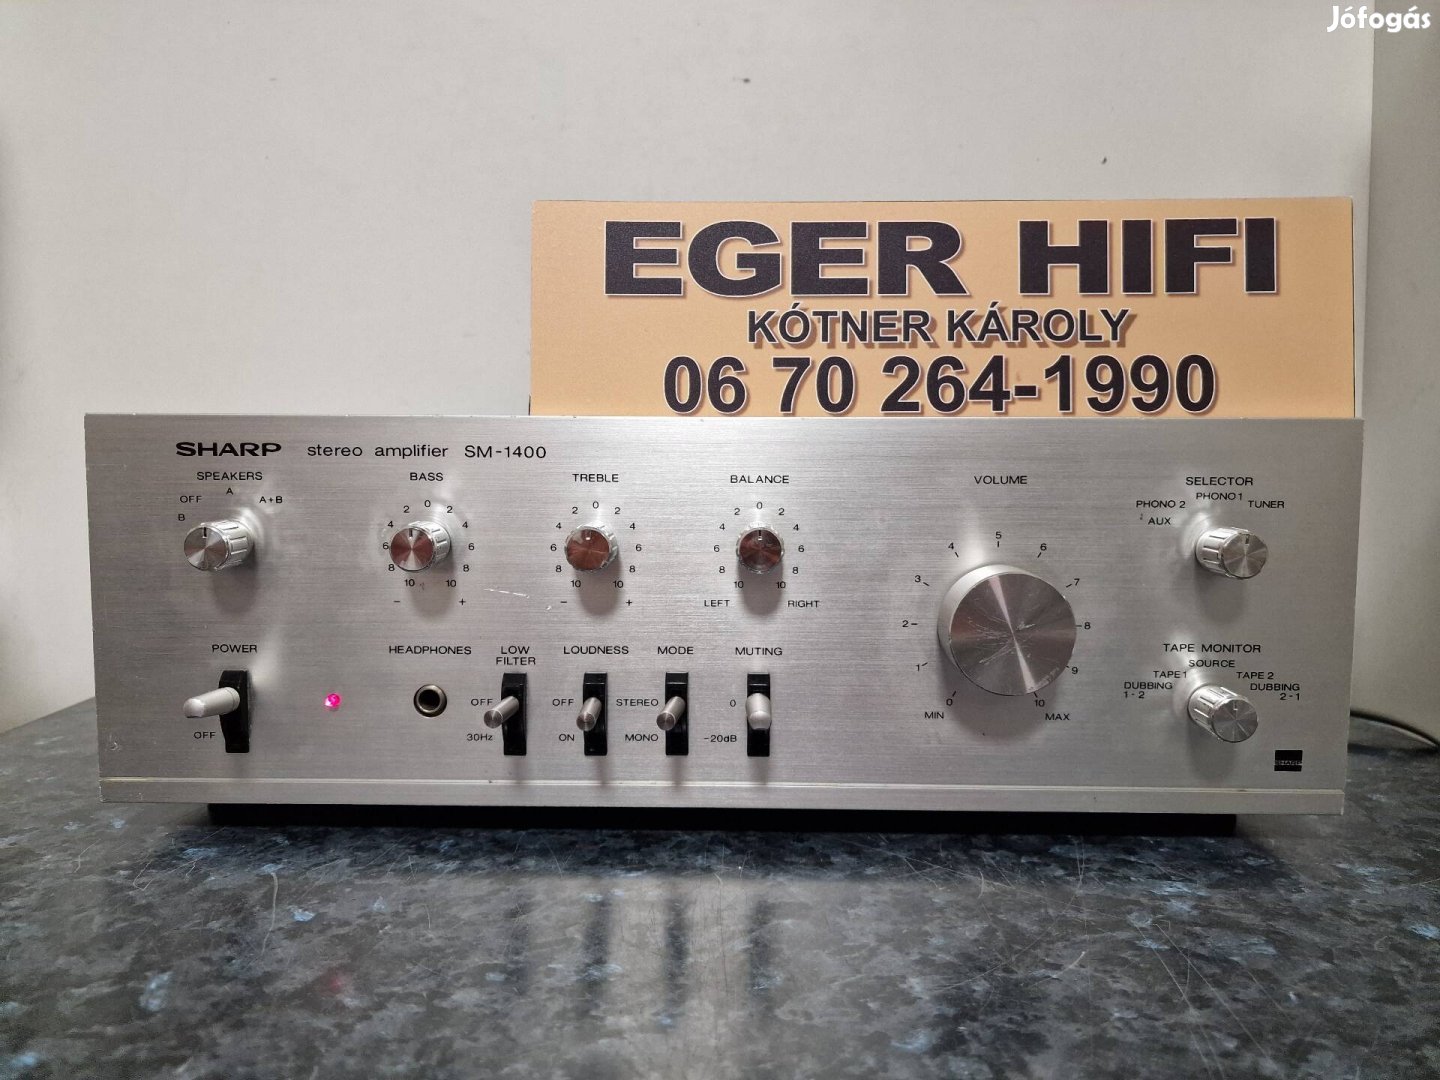 Jófogás
EGER HIFI
KÓTNER KÁROLY
06 70 264-1990
SHARP stereo amplifier SM-1400
SPEAKERS
B OFF A A+B
BASS
10 8 6 4 2 0 2 4 6 8 10
- +
TREBLE
10 8 6 4 2 0 2 4 6 8 10
- +
BALANCE
10 8 6 4 2 0 2 4 6 8 10
LEFT RIGHT
VOLUME
0 1 2 3 4 5 6 7 8 9 10
MIN MAX
SELECTOR
AUX PHONO 2 PHONO 1 TUNER
POWER
OFF
HEADPHONES
LOW
FILTER
OFF
30Hz
LOUDNESS
OFF
ON
MODE
STEREO
MONO
MUTING
0
-20dB
TAPE MONITOR
SOURCE
TAPE 1 TAPE 2
DUBBING DUBBING
1-2 2-1
SHARP